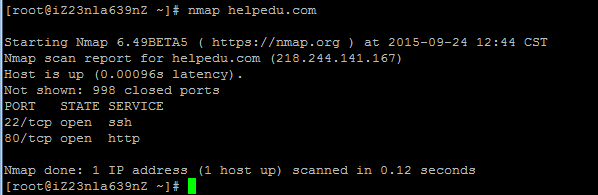 [root@iZ23nla639nZ ~]# nmap helpedu.com
Starting Nmap 6.49BETA5 ( https://nmap.org ) at 2015-09-24 12:44 CST
Nmap scan report for helpedu.com (218.244.141.167)
Host is up (0.00096s latency).
Not shown: 998 closed ports
PORT   STATE SERVICE
22/tcp open  ssh
80/tcp open  http
Nmap done: 1 IP address (1 host up) scanned in 0.12 seconds
[root@iZ23nla639nZ ~]#